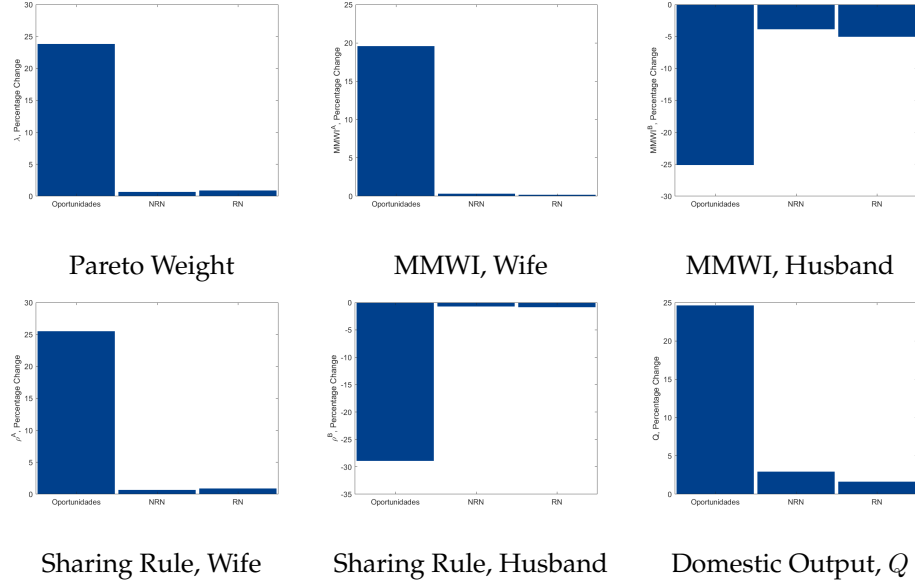 30
25
20
15
10
5
0
λ, Percentage Change
Oportunidades NRN RN
Pareto Weight
25
20
15
10
5
0
MMWI^A, Percentage Change
Oportunidades NRN RN
MMWI, Wife
0
-5
-10
-15
-20
-25
-30
MMWI^B, Percentage Change
Oportunidades NRN RN
MMWI, Husband
30
25
20
15
10
5
0
ρ^A, Percentage Change
Oportunidades NRN RN
Sharing Rule, Wife
0
-5
-10
-15
-20
-25
-30
-35
ρ^B, Percentage Change
Oportunidades NRN RN
Sharing Rule, Husband
25
20
15
10
5
0
Q, Percentage Change
Oportunidades NRN RN
Domestic Output, Q